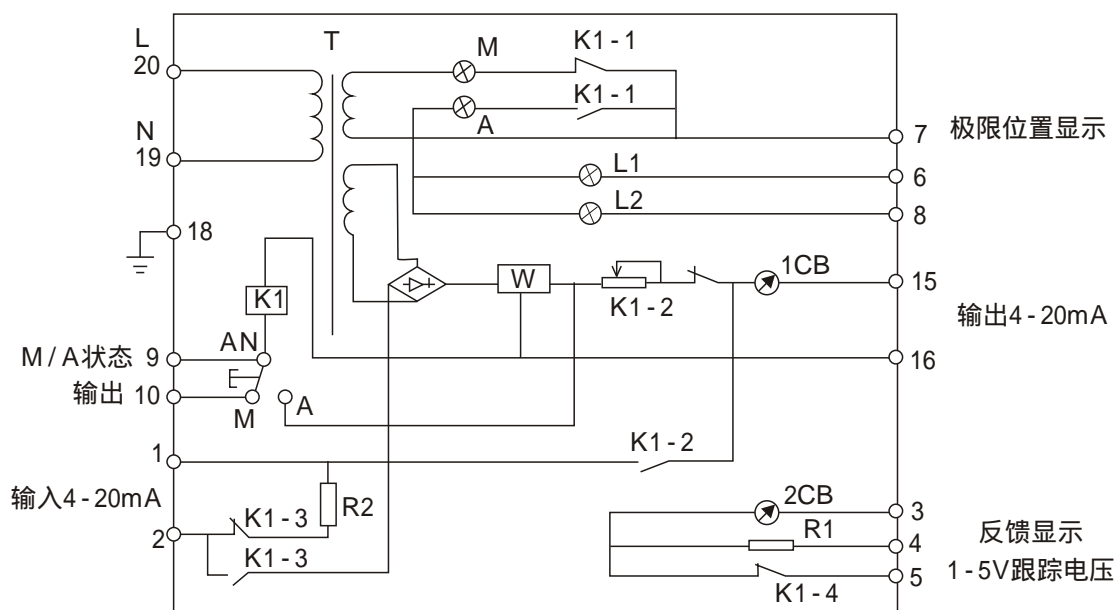 L
20
T
M
K1-1
K1-1
A
N
19
7
极限位置显示
L1
6
L2
8
18
K1
W
K1-2
1CB
15
输出4-20mA
AN
M/A状态 9
16
输出 10
M
A
1
K1-2
输入4-20mA
R2
2CB
3
K1-3
2
R1
4
反馈显示
K1-3
5
1-5V跟踪电压
K1-4